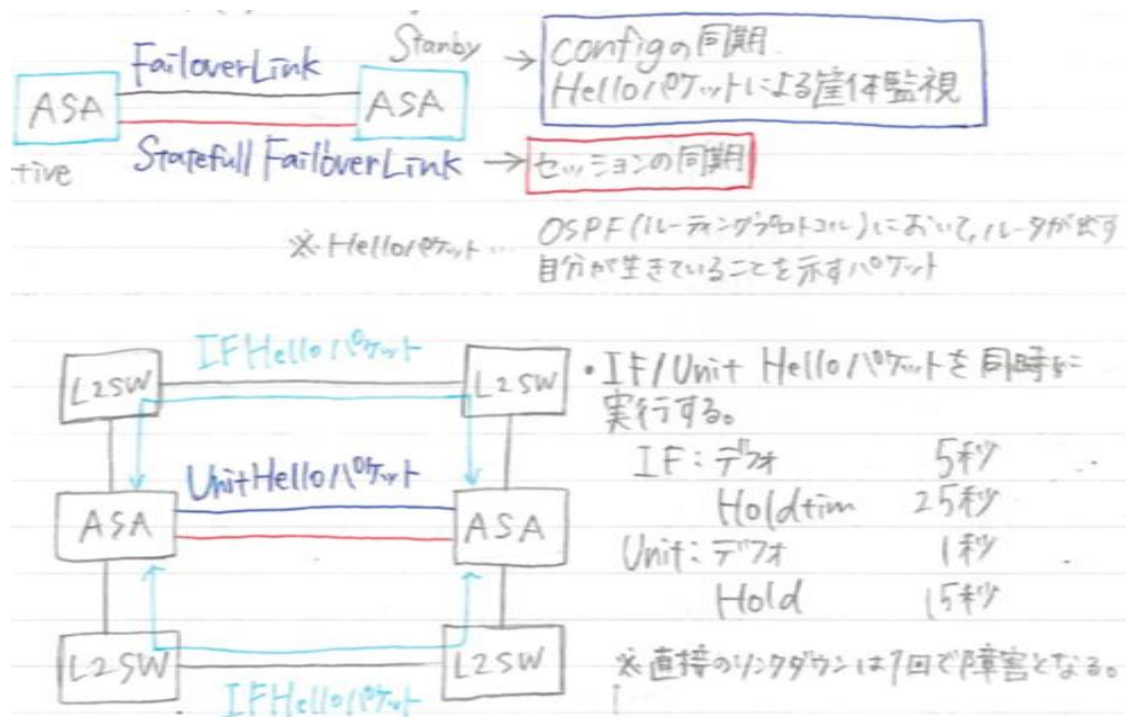 FailoverLink
Stanby → configの同期
Helloパケットによる筐体監視
ASA
ASA
tive
Statefull FailoverLink → セッションの同期
※Helloパケット… OSPF(ルーティングプロトコル)において,ルータが出す
自分が生きていることを示すパケット
IFHelloパケット
L2SW
L2SW
・IF/Unit Helloパケットを同時に
実行する。
IF:デフォ 5秒
UnitHelloパケット
Holdtim 25秒
ASA
ASA
Unit:デフォ 1秒
Hold 15秒
L2SW
L2SW
※直接のリンクダウンは1回で障害となる。
IFHelloパケット